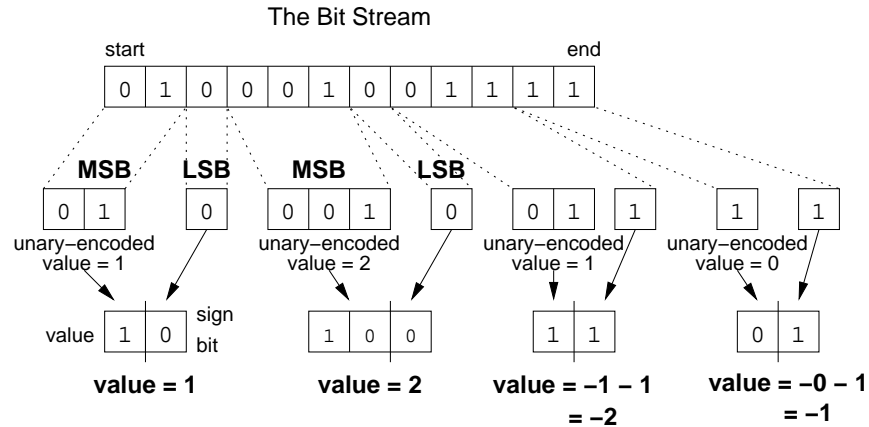 The Bit Stream
start end
0 1 0 0 0 1 0 0 1 1 1 1
MSB LSB MSB LSB
0 1 0 0 0 1 0 0 1 1 1 1
unary−encoded unary−encoded unary−encoded unary−encoded
value = 1 value = 2 value = 1 value = 0
value 1 0 sign bit 1 0 0 1 1 0 1
value = 1 value = 2 value = −1 − 1 value = −0 − 1
= −2 = −1